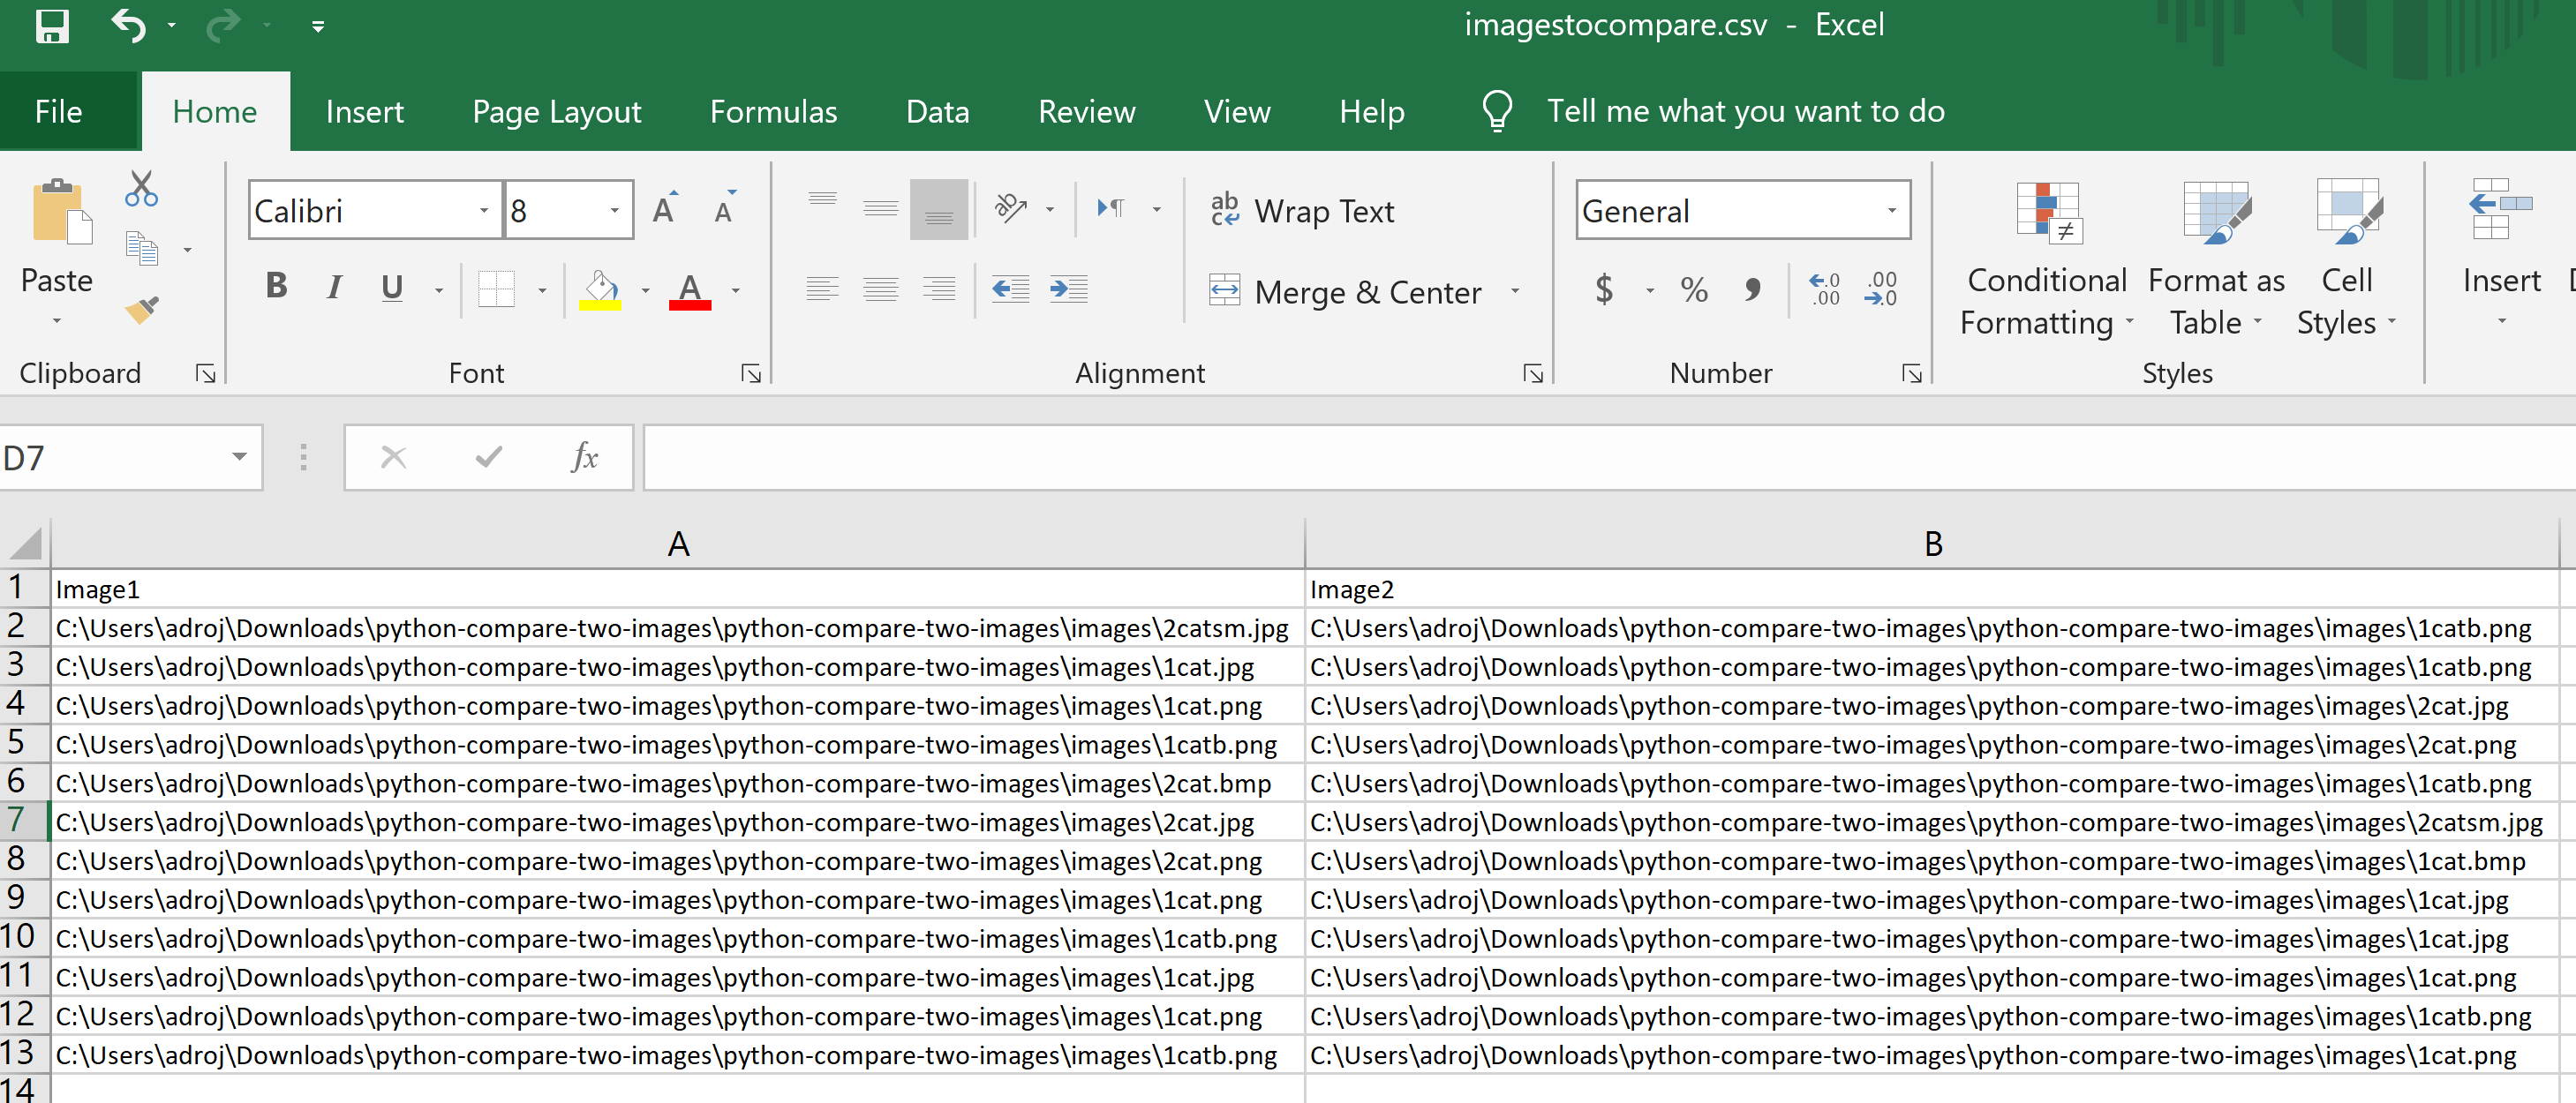 imagestocompare.csv - Excel
File Home Insert Page Layout Formulas Data Review View Help Tell me what you want to do
Calibri 8 ab Wrap Text General
Paste B I U A Merge & Center $ % , Conditional Formatting Format as Table Cell Styles Insert
Clipboard Font Alignment Number Styles
D7 fx
A B
1 Image1 Image2
2 C:\Users\adroj\Downloads\python-compare-two-images\python-compare-two-images\images\2catsm.jpg C:\Users\adroj\Downloads\python-compare-two-images\python-compare-two-images\images\1catb.png
3 C:\Users\adroj\Downloads\python-compare-two-images\python-compare-two-images\images\1cat.jpg C:\Users\adroj\Downloads\python-compare-two-images\python-compare-two-images\images\1catb.png
4 C:\Users\adroj\Downloads\python-compare-two-images\python-compare-two-images\images\1cat.png C:\Users\adroj\Downloads\python-compare-two-images\python-compare-two-images\images\2cat.jpg
5 C:\Users\adroj\Downloads\python-compare-two-images\python-compare-two-images\images\1catb.png C:\Users\adroj\Downloads\python-compare-two-images\python-compare-two-images\images\2cat.png
6 C:\Users\adroj\Downloads\python-compare-two-images\python-compare-two-images\images\2cat.bmp C:\Users\adroj\Downloads\python-compare-two-images\python-compare-two-images\images\1catb.png
7 C:\Users\adroj\Downloads\python-compare-two-images\python-compare-two-images\images\2cat.jpg C:\Users\adroj\Downloads\python-compare-two-images\python-compare-two-images\images\2catsm.jpg
8 C:\Users\adroj\Downloads\python-compare-two-images\python-compare-two-images\images\2cat.png C:\Users\adroj\Downloads\python-compare-two-images\python-compare-two-images\images\1cat.bmp
9 C:\Users\adroj\Downloads\python-compare-two-images\python-compare-two-images\images\1cat.png C:\Users\adroj\Downloads\python-compare-two-images\python-compare-two-images\images\1cat.jpg
10 C:\Users\adroj\Downloads\python-compare-two-images\python-compare-two-images\images\1catb.png C:\Users\adroj\Downloads\python-compare-two-images\python-compare-two-images\images\1cat.jpg
11 C:\Users\adroj\Downloads\python-compare-two-images\python-compare-two-images\images\1cat.jpg C:\Users\adroj\Downloads\python-compare-two-images\python-compare-two-images\images\1cat.png
12 C:\Users\adroj\Downloads\python-compare-two-images\python-compare-two-images\images\1cat.png C:\Users\adroj\Downloads\python-compare-two-images\python-compare-two-images\images\1catb.png
13 C:\Users\adroj\Downloads\python-compare-two-images\python-compare-two-images\images\1catb.png C:\Users\adroj\Downloads\python-compare-two-images\python-compare-two-images\images\1cat.png
14